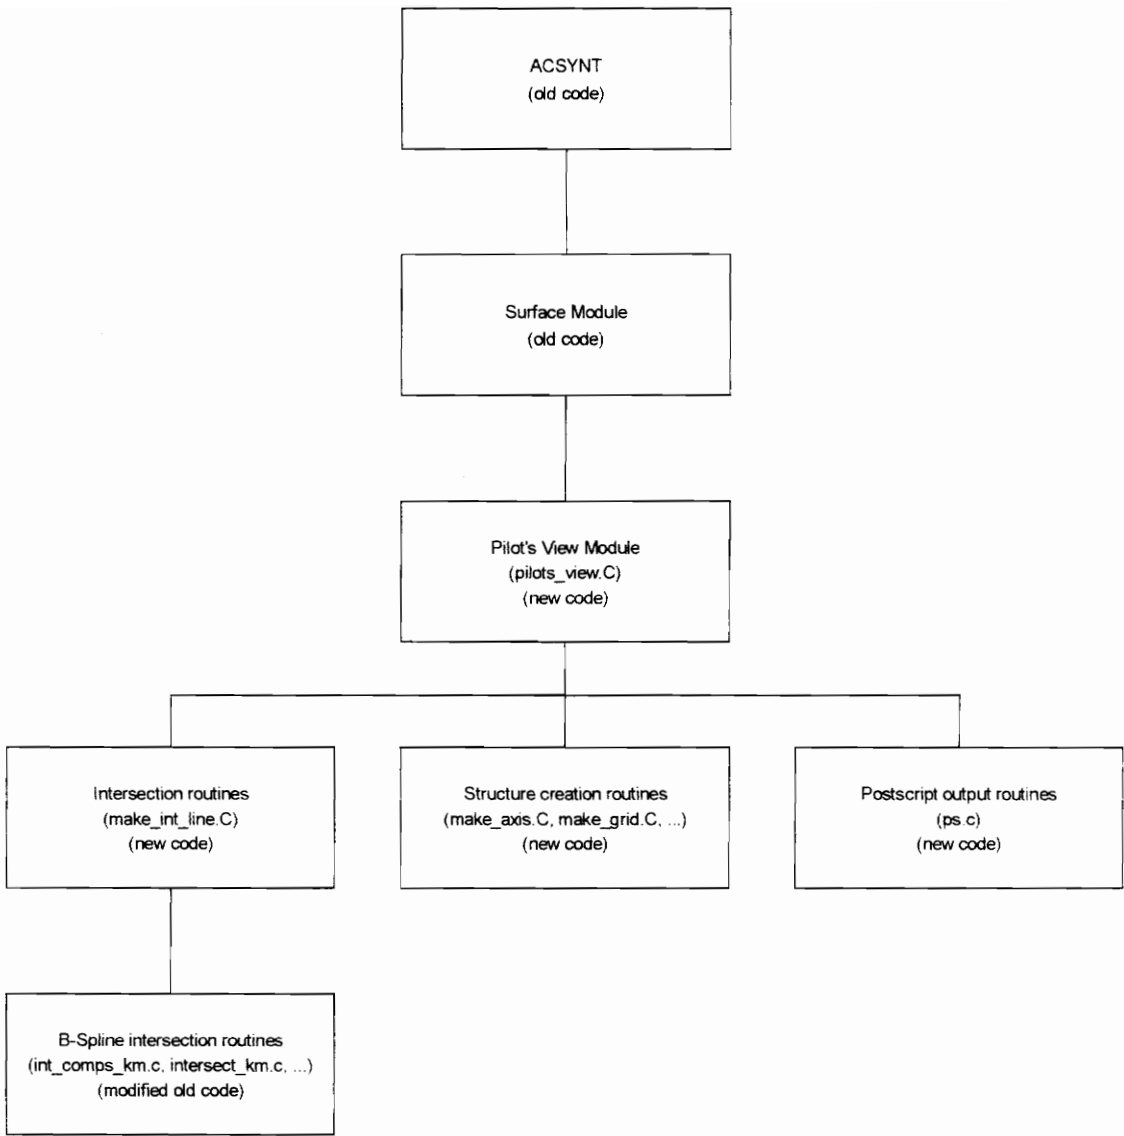 ACSYNT
(old code)
Surface Module
(old code)
Pilot's View Module
(pilots_view.C)
(new code)
Intersection routines
(make_int_line.C)
(new code)
Structure creation routines
(make_axis.C, make_grid.C, ...)
(new code)
Postscript output routines
(ps.c)
(new code)
B-Spline intersection routines
(int_comps_km.c, intersect_km.c, ...)
(modified old code)